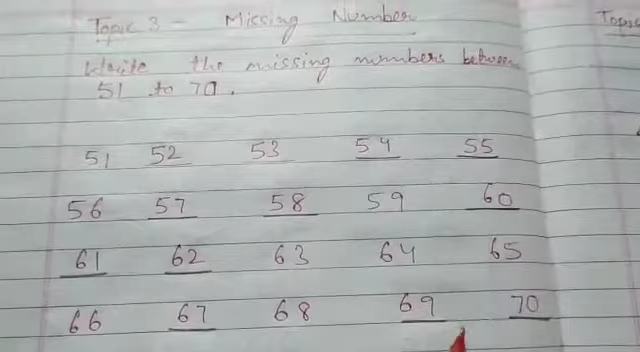 Topic 3 - Missing Number
Write the missing numbers between
51 to 70.
51 52 53 54 55
56 57 58 59 60
61 62 63 64 65
66 67 68 69 70